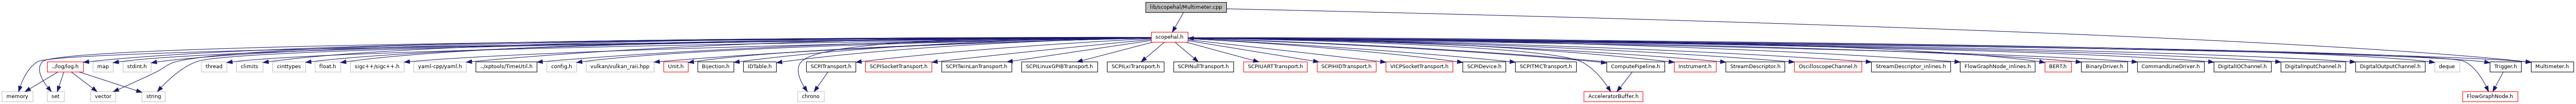 lib/scopehal/Multimeter.cpp
scopehal.h
../log/log.h
map
stdint.h
thread
climits
cinttypes
float.h
sigc++/sigc++.h
yaml-cpp/yaml.h
../xptools/TimeUtil.h
config.h
vulkan/vulkan_raii.hpp
Unit.h
Bijection.h
IDTable.h
SCPITransport.h
SCPISocketTransport.h
SCPITwinLanTransport.h
SCPILinuxGPIBTransport.h
SCPILxiTransport.h
SCPINullTransport.h
SCPIUARTTransport.h
SCPIHIDTransport.h
VICPSocketTransport.h
SCPIDevice.h
SCPITMCTransport.h
ComputePipeline.h
Instrument.h
StreamDescriptor.h
OscilloscopeChannel.h
StreamDescriptor_inlines.h
FlowGraphNode_inlines.h
BERT.h
BinaryDriver.h
CommandLineDriver.h
DigitalIOChannel.h
DigitalInputChannel.h
DigitalOutputChannel.h
deque
Trigger.h
Multimeter.h
memory
set
vector
string
chrono
AcceleratorBuffer.h
FlowGraphNode.h